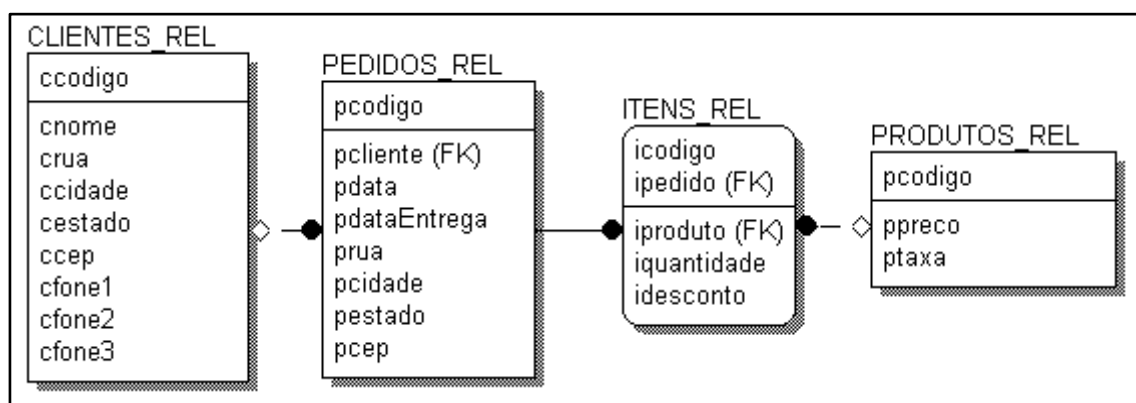 CLIENTES_REL
ccodigo
cnome
crua
ccidade
cestado
ccep
cfone1
cfone2
cfone3
PEDIDOS_REL
pcodigo
pcliente (FK)
pdata
pdataEntrega
prua
pcidade
pestado
pcep
ITENS_REL
icodigo
ipedido (FK)
iproduto (FK)
iquantidade
idesconto
PRODUTOS_REL
pcodigo
ppreco
ptaxa